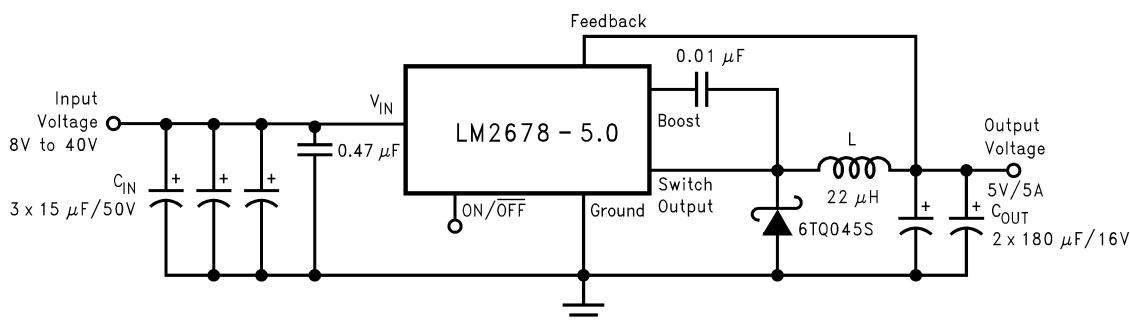 Feedback
0.01 μF
Input
Voltage
8V to 40V
V_IN
LM2678 – 5.0
Boost
Output
Voltage
5V/5A
L
22 μH
0.47 μF
C_IN
3 x 15 μF/50V
+
+
+
ON/O̅F̅F̅
Ground
Switch
Output
6TQ045S
+
+
C_OUT
2 x 180 μF/16V